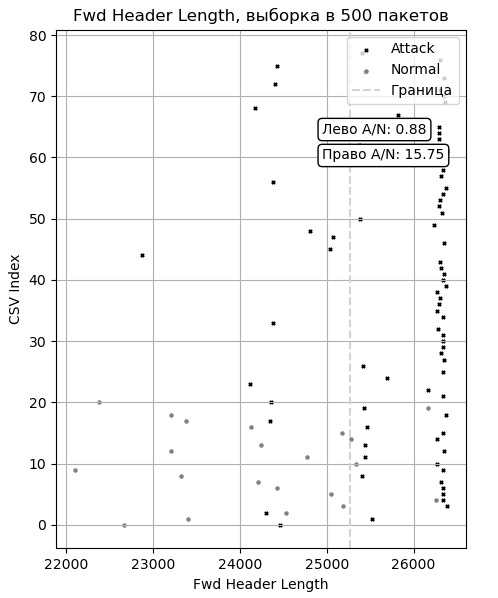 Fwd Header Length, выборка в 500 пакетов
80
Attack
Normal
Граница
70
Лево A/N: 0.88
60
Право A/N: 15.75
50
CSV Index
40
30
20
10
0
22000 23000 24000 25000 26000
Fwd Header Length